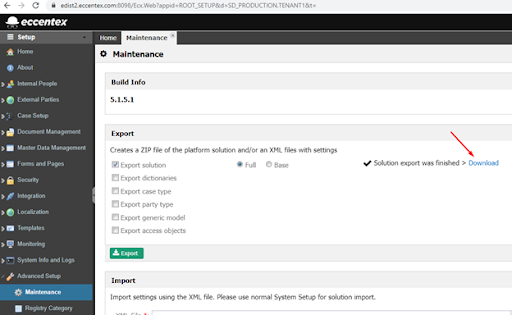 edist2.eccentex.com:8098/EcxWeb?appid=ROOT_SETUP&d=SD_PRODUCTION.TENANT1&t=
eccentex
Setup
Home
About
Internal People
External Parties
Case Setup
Document Management
Master Data Management
Forms and Pages
Security
Integration
Localization
Templates
Monitoring
System Info and Logs
Advanced Setup
Maintenance
Registry Category
Home
Maintenance
Maintenance
Build Info
5.1.5.1
Export
Creates a ZIP file of the platform solution and/or an XML files with settings
Export solution Full Base
Solution export was finished > Download
Export dictionaries
Export case type
Export party type
Export generic model
Export access objects
Export
Import
Import settings using the XML file. Please use normal System Setup for solution import.